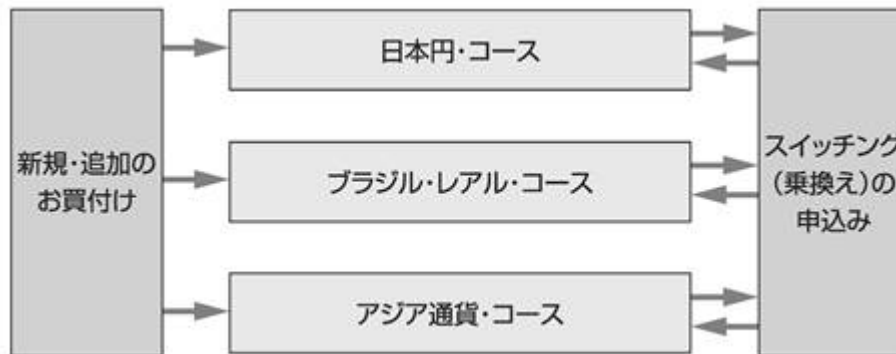 新規･追加の
お買付け
日本円･コース
ブラジル･レアル･コース
アジア通貨･コース
スイッチング
(乗換え)の
申込み